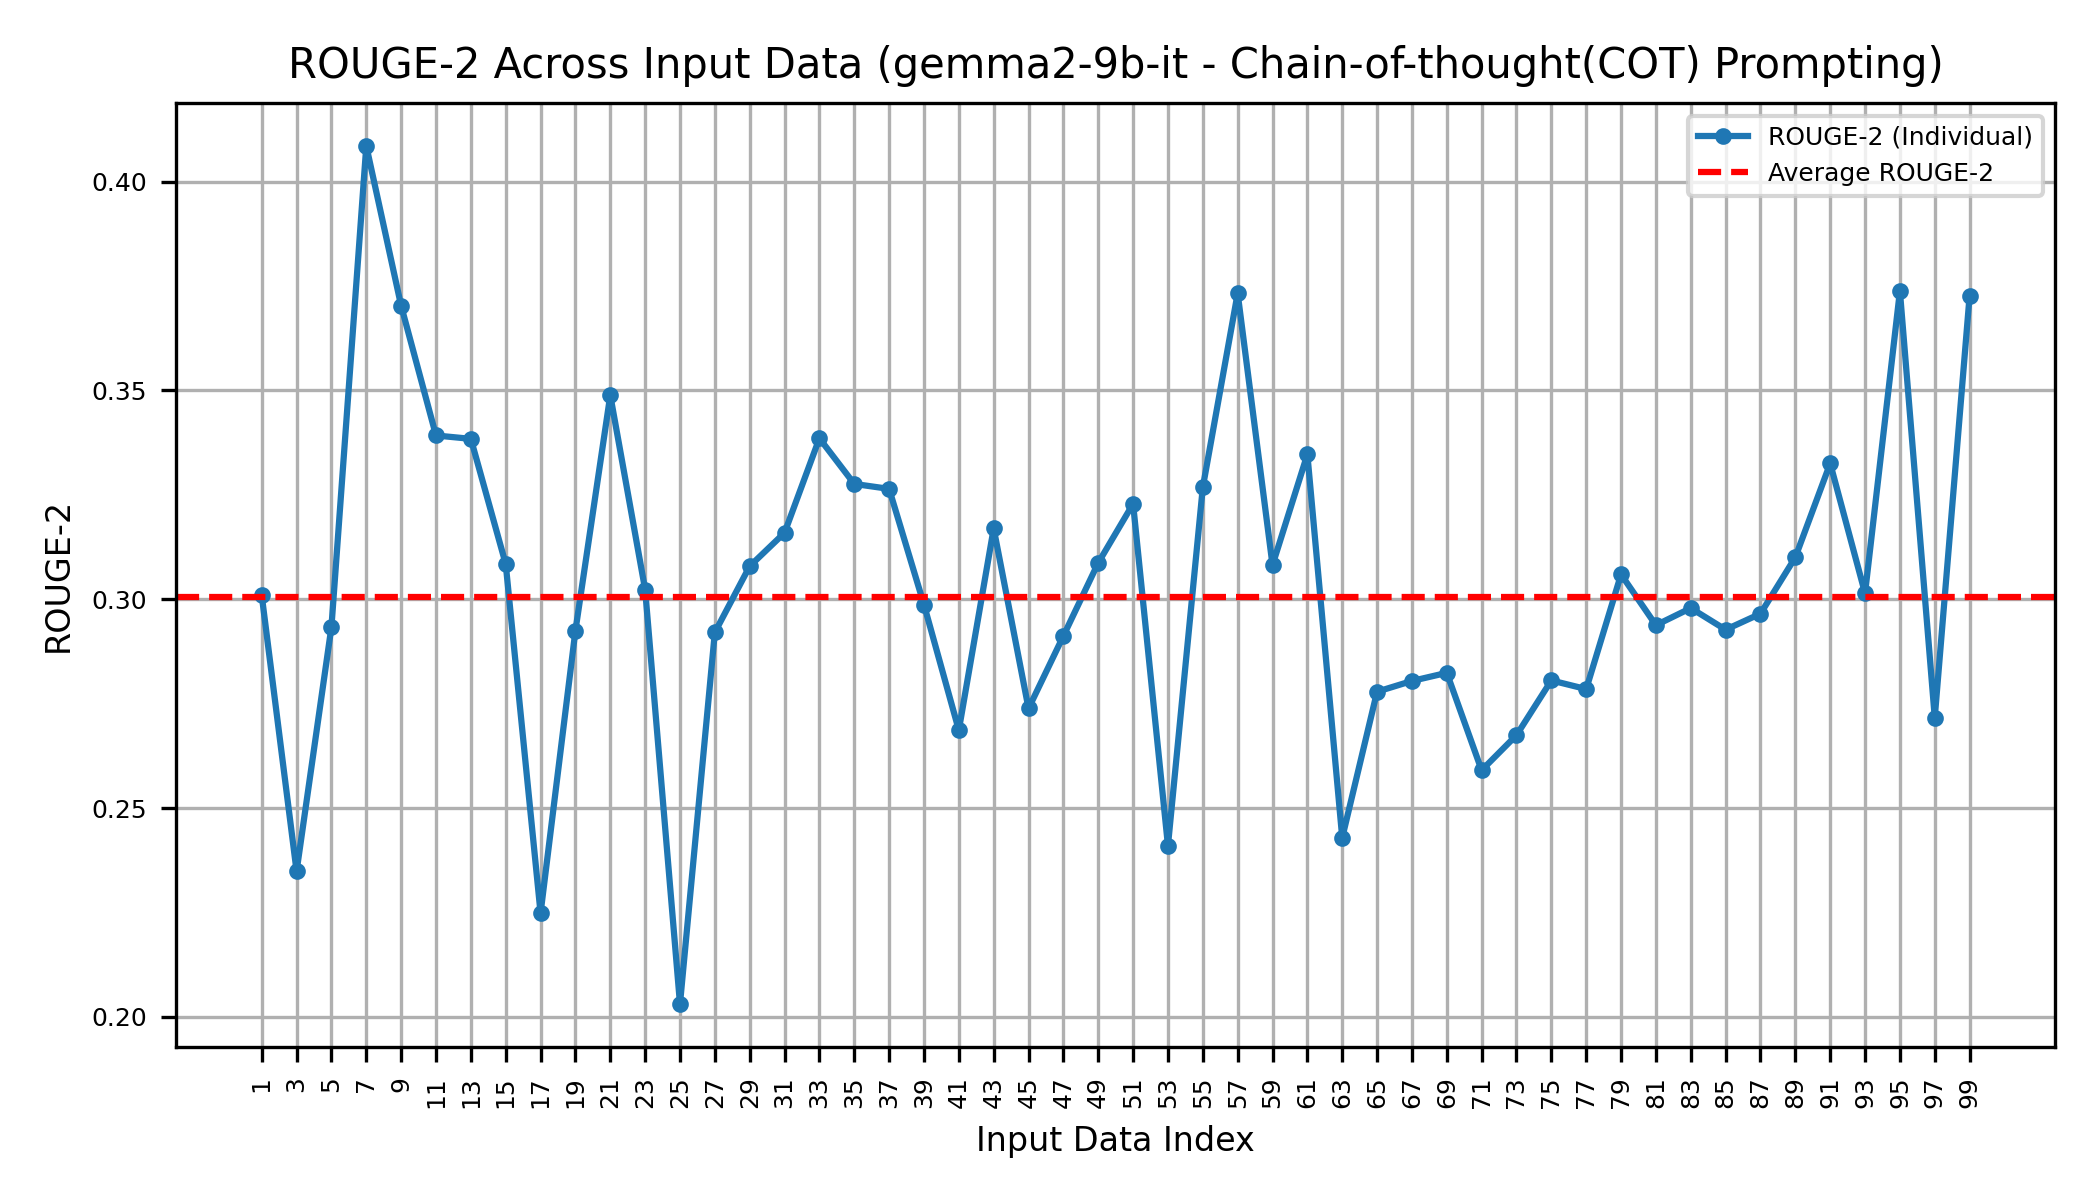 ROUGE-2 Across Input Data (gemma2-9b-it - Chain-of-thought(COT) Prompting)
ROUGE-2 (Individual)
Average ROUGE-2
0.40
0.35
0.30
0.25
0.20
ROUGE-2
1 3 5 7 9 11 13 15 17 19 21 23 25 27 29 31 33 35 37 39 41 43 45 47 49 51 53 55 57 59 61 63 65 67 69 71 73 75 77 79 81 83 85 87 89 91 93 95 97 99
Input Data Index